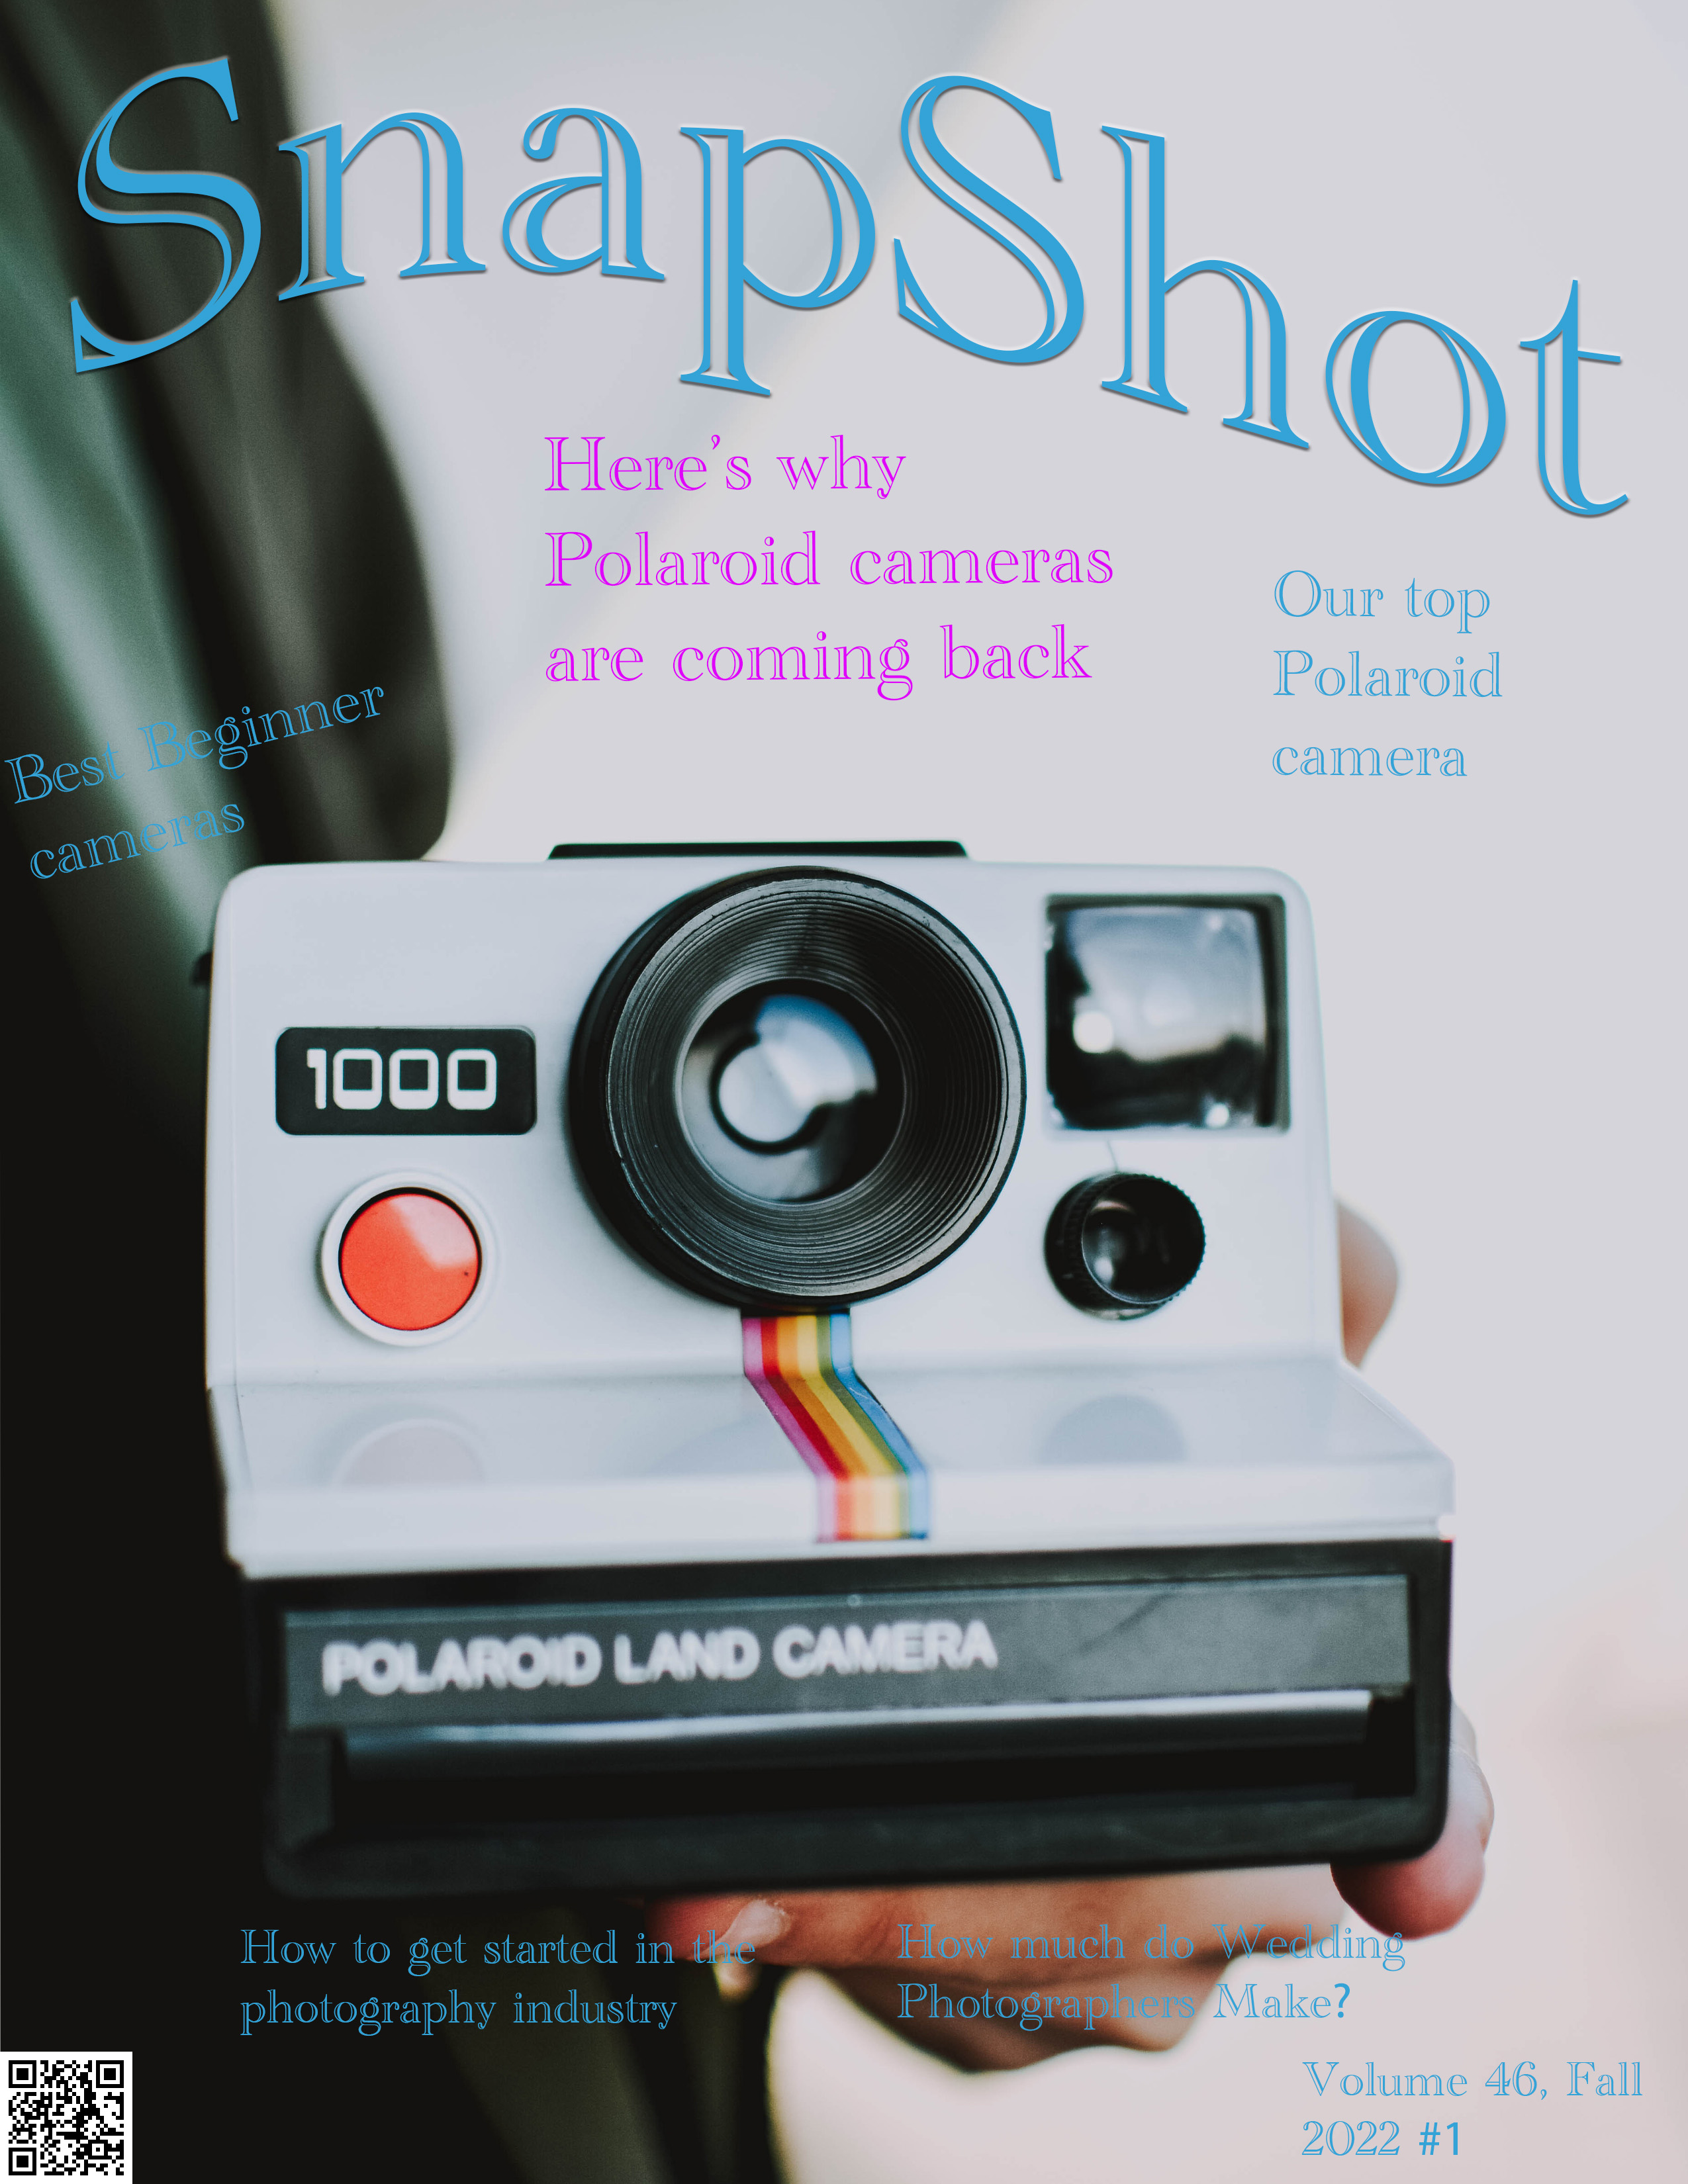 SnapShot
Here's why
Polaroid cameras
are coming back
Our top
Polaroid
camera
Best Beginner
cameras
1000
POLAROID LAND CAMERA
How to get started in the
photography industry
How much do Wedding
Photographers Make?
Volume 46, Fall
2022 #1